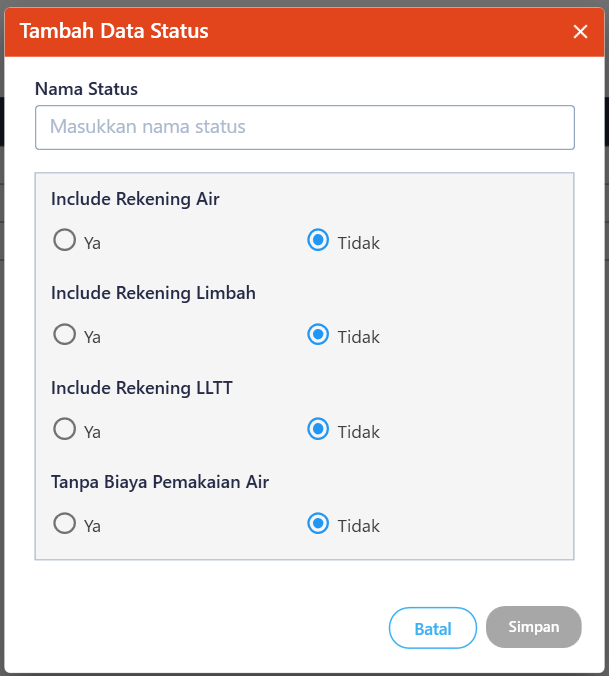 Tambah Data Status
Nama Status
Masukkan nama status
Include Rekening Air
Ya Tidak
Include Rekening Limbah
Ya Tidak
Include Rekening LLTT
Ya Tidak
Tanpa Biaya Pemakaian Air
Ya Tidak
Batal Simpan